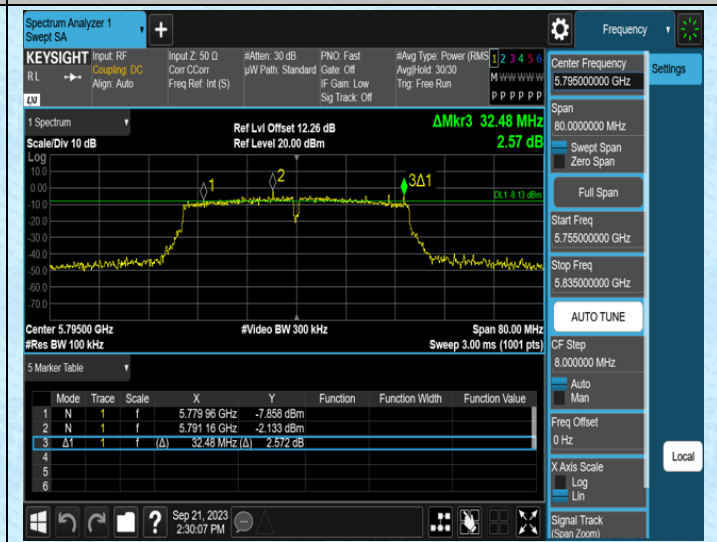 Spectrum Analyzer 1
Swept SA
+
Frequency
KEYSIGHT
RL
LXI
Input: RF
Coupling: DC
Align: Auto
Input Z: 50 Ω
Corr CCorr
Freq Ref: Int (S)
#Atten: 30 dB
µW Path: Standard
PNO: Fast
Gate: Off
IF Gain: Low
Sig Track: Off
#Avg Type: Power (RMS
Avg|Hold: 30/30
Trig: Free Run
1 2 3 4 5 6
M W W W W W
P P P P P P
1 Spectrum
Scale/Div 10 dB
Ref Lvl Offset 12.26 dB
Ref Level 20.00 dBm
ΔMkr3 32.48 MHz
2.57 dB
Log
10.0
0.00
-10.0
-20.0
-30.0
-40.0
-50.0
-60.0
-70.0
1
2
3Δ1
DL1 -8.13 dBm
Center 5.79500 GHz
#Res BW 100 kHz
#Video BW 300 kHz
Span 80.00 MHz
Sweep 3.00 ms (1001 pts)
5 Marker Table
Mode Trace Scale X Y Function Function Width Function Value
1 N 1 f 5.779 96 GHz -7.858 dBm
2 N 1 f 5.791 16 GHz -2.133 dBm
3 Δ1 1 f (Δ) 32.48 MHz (Δ) 2.572 dB
4
5
6
?
Sep 21, 2023
2:30:07 PM
Center Frequency
5.795000000 GHz
Span
80.0000000 MHz
Swept Span
Zero Span
Full Span
Start Freq
5.755000000 GHz
Stop Freq
5.835000000 GHz
AUTO TUNE
CF Step
8.000000 MHz
Auto
Man
Freq Offset
0 Hz
X Axis Scale
Log
Lin
Signal Track
(Span Zoom)
Settings
Local